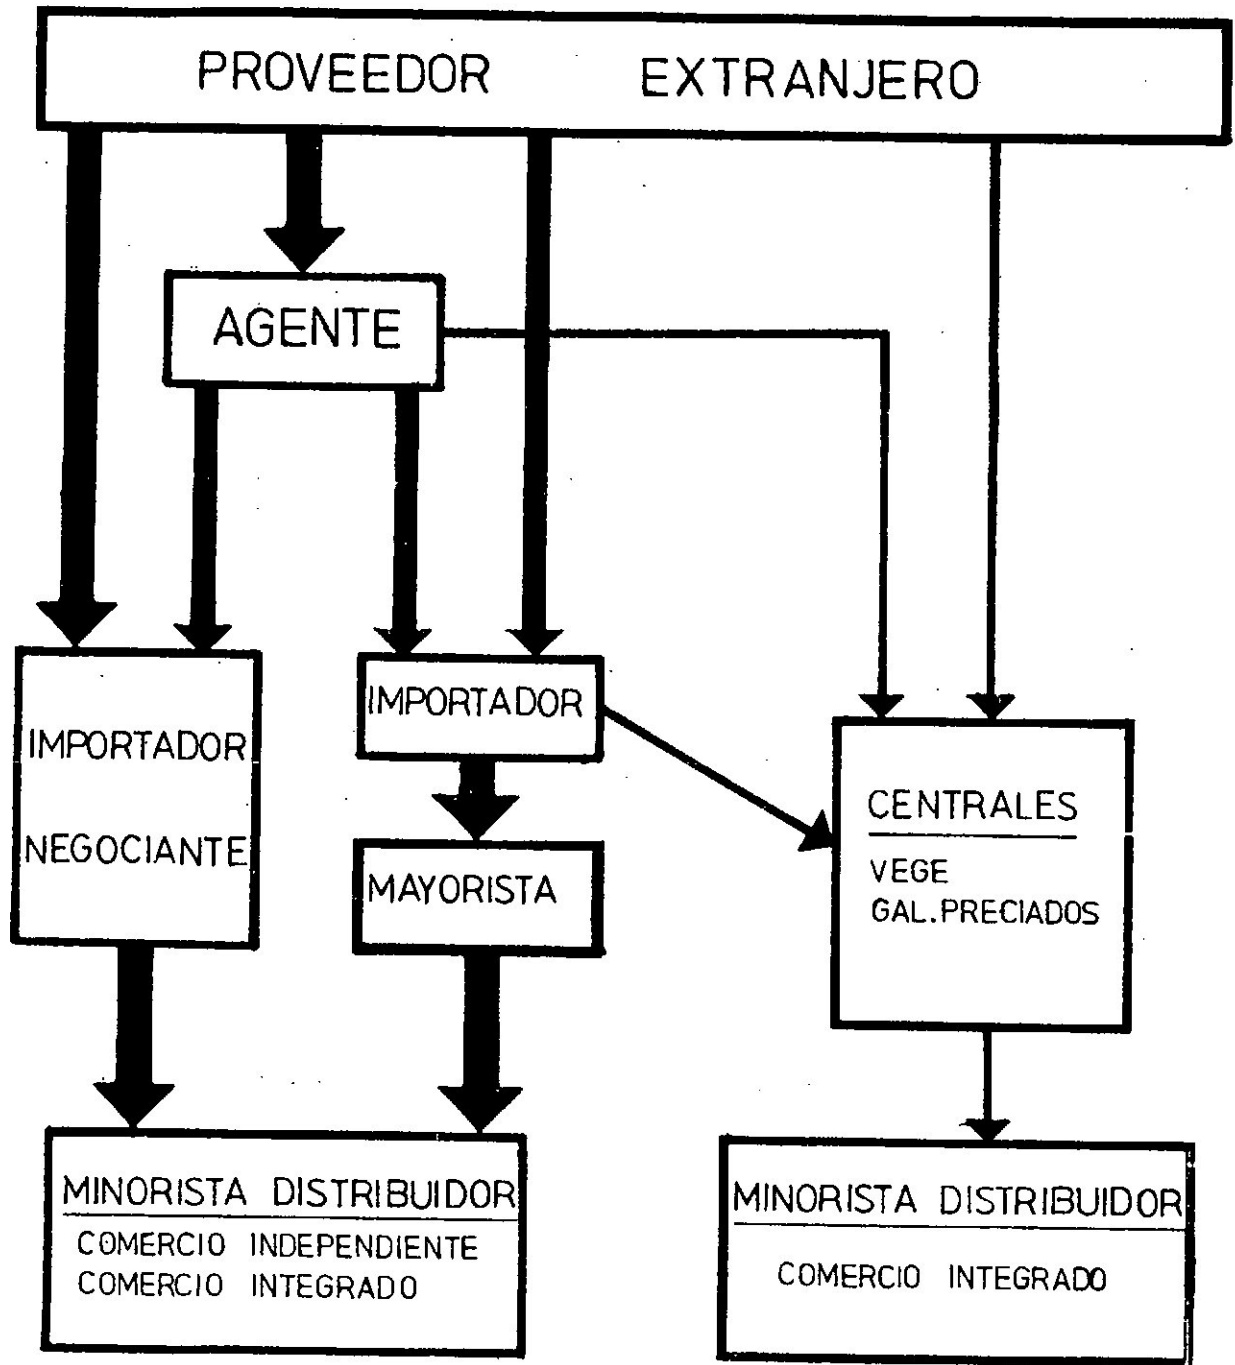 PROVEEDOR EXTRANJERO
AGENTE
IMPORTADOR
NEGOCIANTE
IMPORTADOR
MAYORISTA
CENTRALES
VEGE
GAL.PRECIADOS
MINORISTA DISTRIBUIDOR
COMERCIO INDEPENDIENTE
COMERCIO INTEGRADO
MINORISTA DISTRIBUIDOR
COMERCIO INTEGRADO